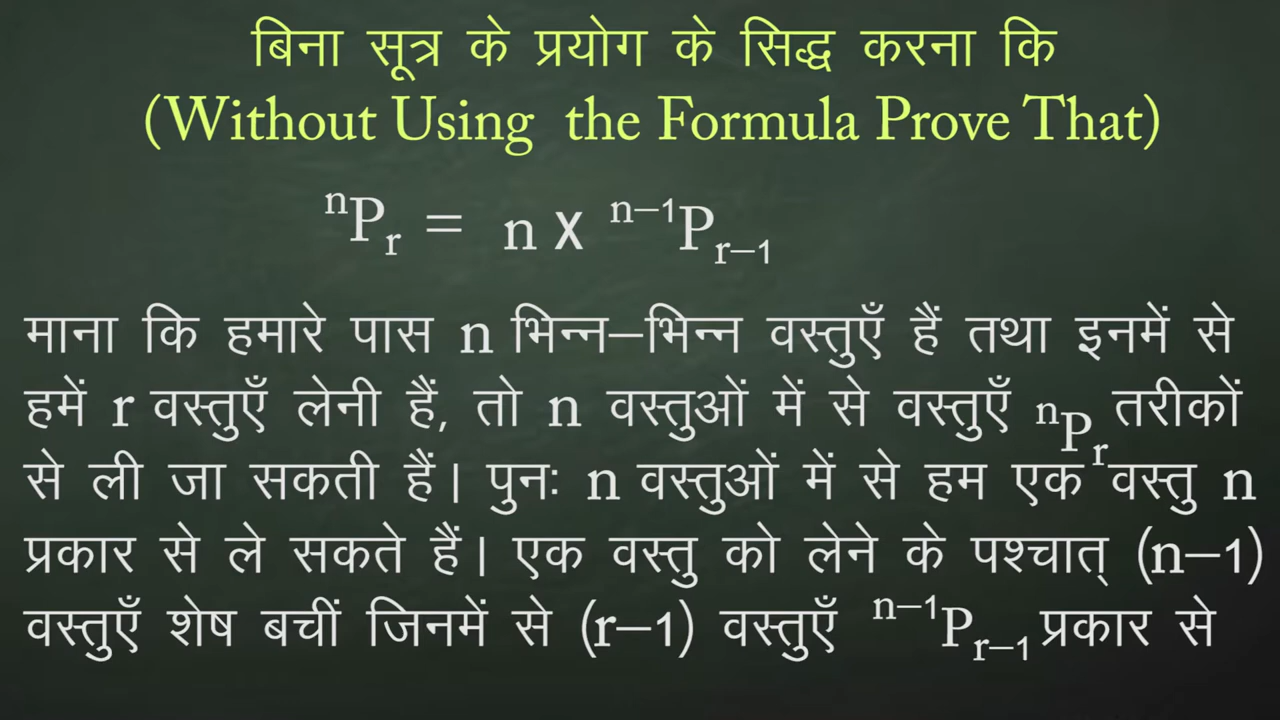 बिना सूत्र के प्रयोग के सिद्ध करना कि
(Without Using the Formula Prove That)
ⁿPᵣ = n x ⁿ⁻¹Pᵣ₋₁
माना कि हमारे पास n भिन्न–भिन्न वस्तुएँ हैं तथा इनमें से
हमें r वस्तुएँ लेनी हैं, तो n वस्तुओं में से वस्तुएँ ⁿPᵣ तरीकों
से ली जा सकती हैं। पुनः n वस्तुओं में से हम एक वस्तु n
प्रकार से ले सकते हैं। एक वस्तु को लेने के पश्चात् (n–1)
वस्तुएँ शेष बचीं जिनमें से (r–1) वस्तुएँ ⁿ⁻¹Pᵣ₋₁ प्रकार से